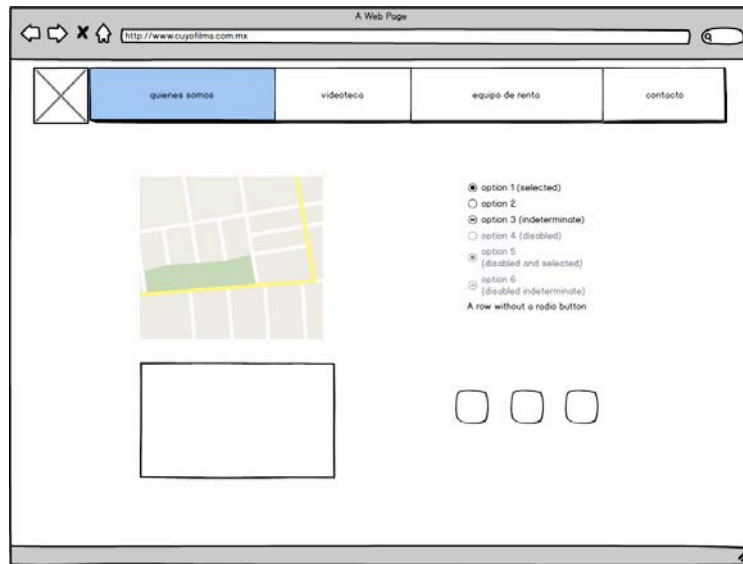 A Web Page
http://www.cuyofilms.com.mx
quienes somos
videoteca
equipo de renta
contacto
option 1 (selected)
option 2
option 3 (indeterminate)
option 4 (disabled)
option 5
(disabled and selected)
option 6
(disabled indeterminate)
A row without a radio button